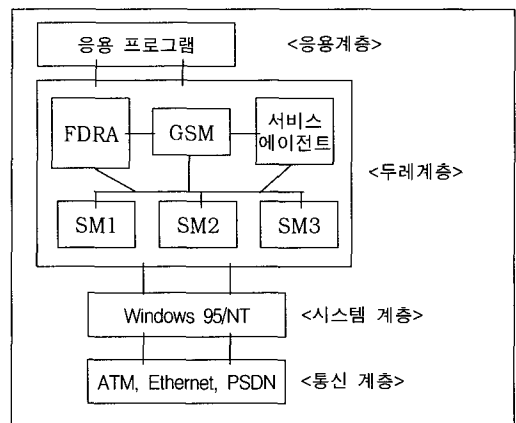 응용 프로그램 <응용계층>
FDRA GSM 서비스
에이전트
<두레계층>
SM1 SM2 SM3
Windows 95/NT <시스템 계층>
ATM, Ethernet, PSDN <통신 계층>